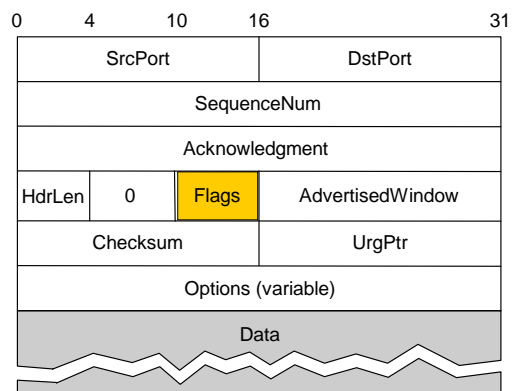 0 4 10 16 31
SrcPort DstPort
SequenceNum
Acknowledgment
HdrLen 0 Flags AdvertisedWindow
Checksum UrgPtr
Options (variable)
Data